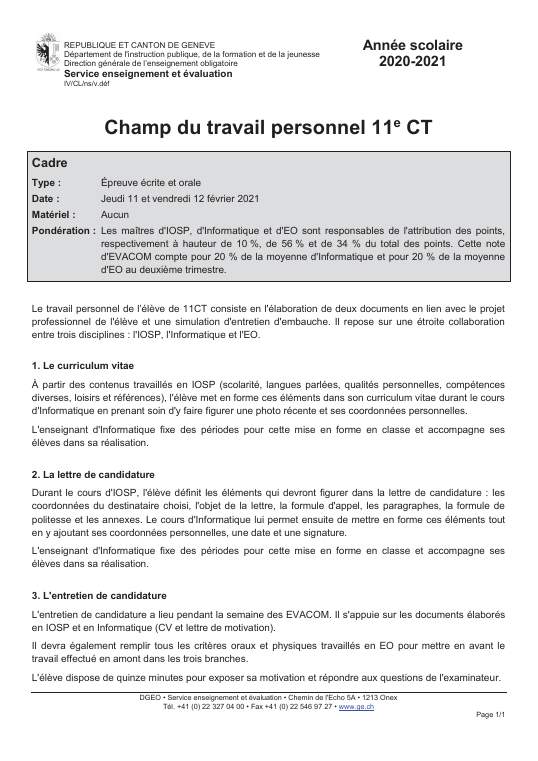 REPUBLIQUE ET CANTON DE GENEVE
Département de l'instruction publique, de la formation et de la jeunesse
Direction générale de l'enseignement obligatoire
Service enseignement et évaluation
IV/CL/ns/v.déf
Année scolaire
2020-2021
Champ du travail personnel 11e CT
Cadre
Type : Épreuve écrite et orale
Date : Jeudi 11 et vendredi 12 février 2021
Matériel : Aucun
Pondération : Les maîtres d'IOSP, d'Informatique et d'EO sont responsables de l'attribution des points,
respectivement à hauteur de 10 %, de 56 % et de 34 % du total des points. Cette note
d'EVACOM compte pour 20 % de la moyenne d'Informatique et pour 20 % de la moyenne
d'EO au deuxième trimestre.
Le travail personnel de l'élève de 11CT consiste en l'élaboration de deux documents en lien avec le projet
professionnel de l'élève et une simulation d'entretien d'embauche. Il repose sur une étroite collaboration
entre trois disciplines : l'IOSP, l'Informatique et l'EO.
1. Le curriculum vitae
À partir des contenus travaillés en IOSP (scolarité, langues parlées, qualités personnelles, compétences
diverses, loisirs et références), l'élève met en forme ces éléments dans son curriculum vitae durant le cours
d'Informatique en prenant soin d'y faire figurer une photo récente et ses coordonnées personnelles.
L'enseignant d'Informatique fixe des périodes pour cette mise en forme en classe et accompagne ses
élèves dans sa réalisation.
2. La lettre de candidature
Durant le cours d'IOSP, l'élève définit les éléments qui devront figurer dans la lettre de candidature : les
coordonnées du destinataire choisi, l'objet de la lettre, la formule d'appel, les paragraphes, la formule de
politesse et les annexes. Le cours d'Informatique lui permet ensuite de mettre en forme ces éléments tout
en y ajoutant ses coordonnées personnelles, une date et une signature.
L'enseignant d'Informatique fixe des périodes pour cette mise en forme en classe et accompagne ses
élèves dans sa réalisation.
3. L'entretien de candidature
L'entretien de candidature a lieu pendant la semaine des EVACOM. Il s'appuie sur les documents élaborés
en IOSP et en Informatique (CV et lettre de motivation).
Il devra également remplir tous les critères oraux et physiques travaillés en EO pour mettre en avant le
travail effectué en amont dans les trois branches.
L'élève dispose de quinze minutes pour exposer sa motivation et répondre aux questions de l'examinateur.
DGEO • Service enseignement et évaluation • Chemin de l'Echo 5A • 1213 Onex
Tél. +41 (0) 22 327 04 00 • Fax +41 (0) 22 546 97 27 • www.ge.ch
Page 1/1